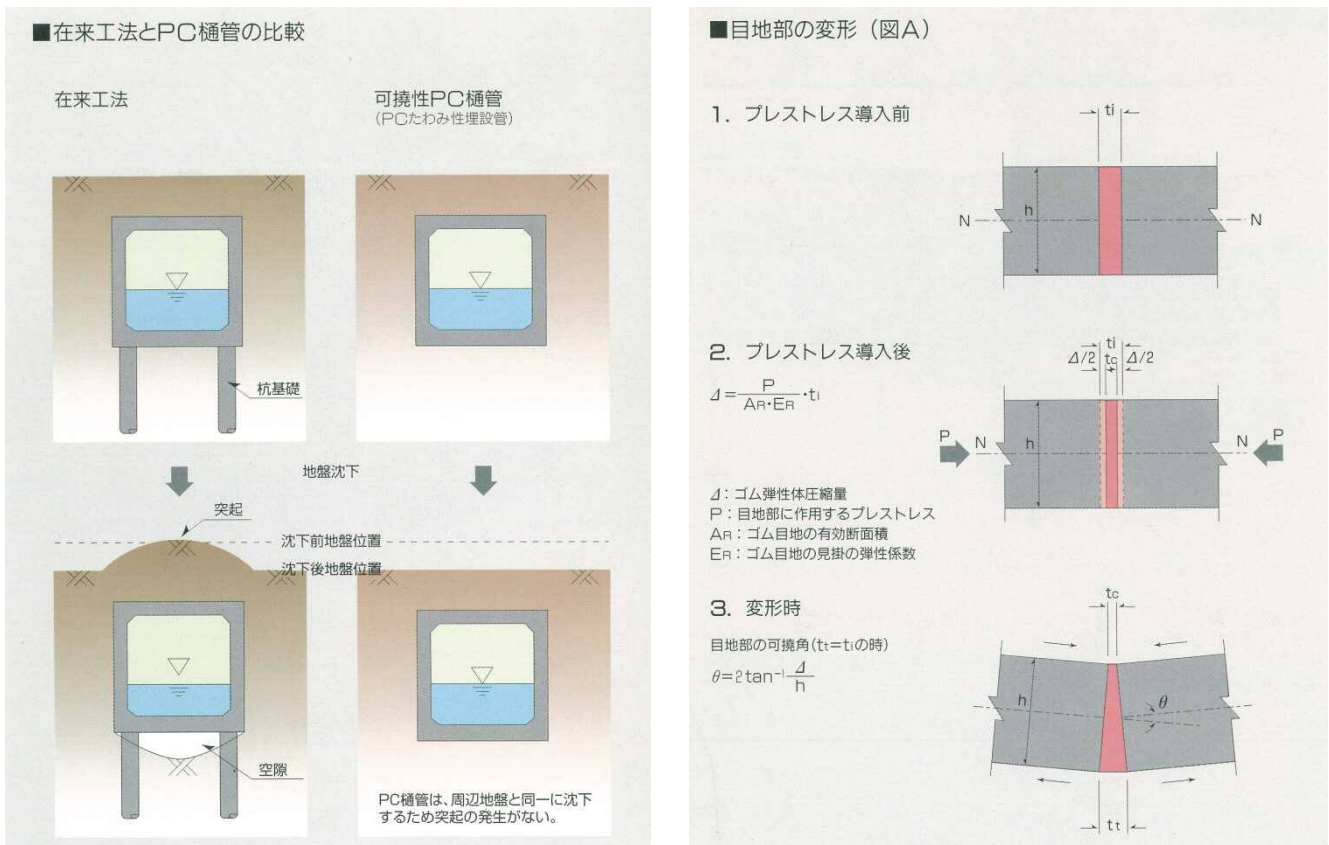 ■在来工法とPC樋管の比較
在来工法
可撓性PC樋管
(PCたわみ性埋設管)
杭基礎
地盤沈下
突起
沈下前地盤位置
沈下後地盤位置
空隙
PC樋管は、周辺地盤と同一に沈下
するため突起の発生がない。
■目地部の変形（図A）
1. プレストレス導入前
ti
h
N
N
2. プレストレス導入後
ti
Δ/2 tc Δ/2
Δ=P/(AR・ER)・ti
P
N
h
N
P
Δ：ゴム弾性体圧縮量
P：目地部に作用するプレストレス
AR：ゴム目地の有効断面積
ER：ゴム目地の見掛の弾性係数
3. 変形時
tc
目地部の可撓角(tt=tiの時)
θ=2tan⁻¹Δ/h
h
θ
tt